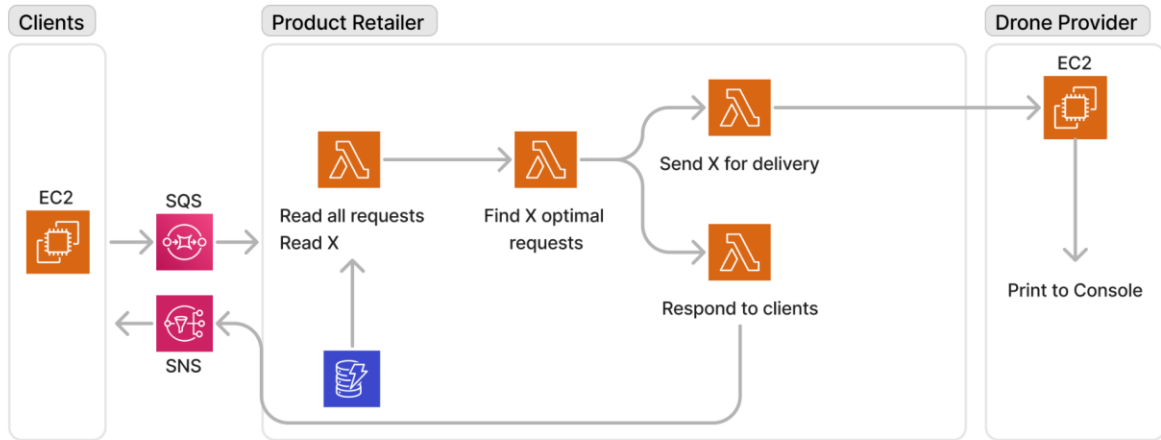 Clients
Product Retailer
Drone Provider
EC2
Send X for delivery
EC2
SQS
Read all requests
Read X
Find X optimal
requests
Respond to clients
Print to Console
SNS